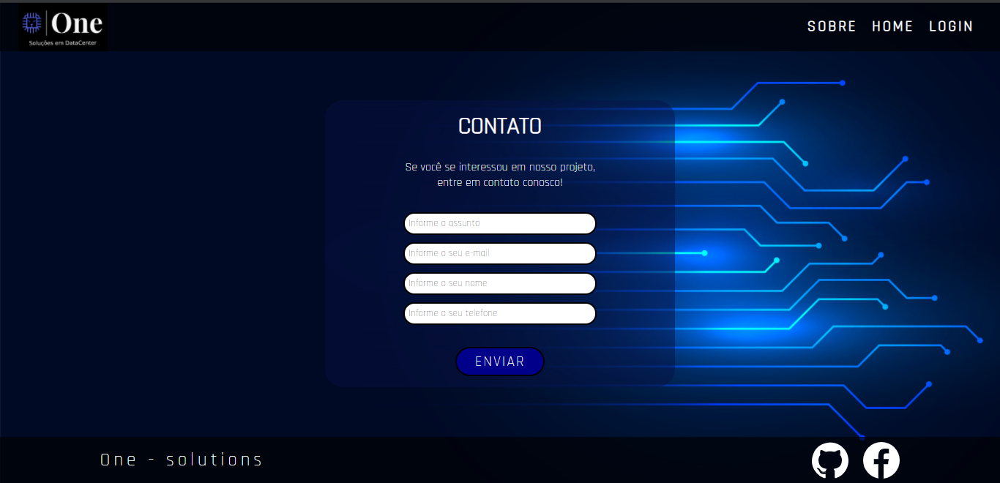 One
Soluções em DataCenter
SOBRE HOME LOGIN
CONTATO
Se você se interessou em nosso projeto,
entre em contato conosco!
Informe o assunto
Informe o seu e-mail
Informe o seu nome
Informe o seu telefone
ENVIAR
One - solutions